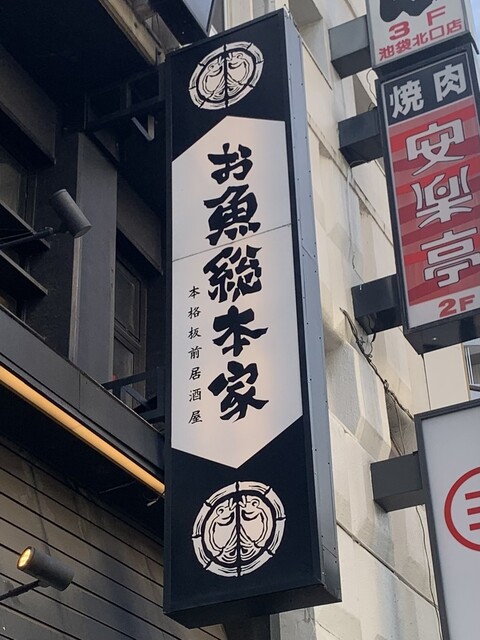 お魚総本家
本格板前居酒屋
3F
池袋北口店
焼肉
安楽亭
2F